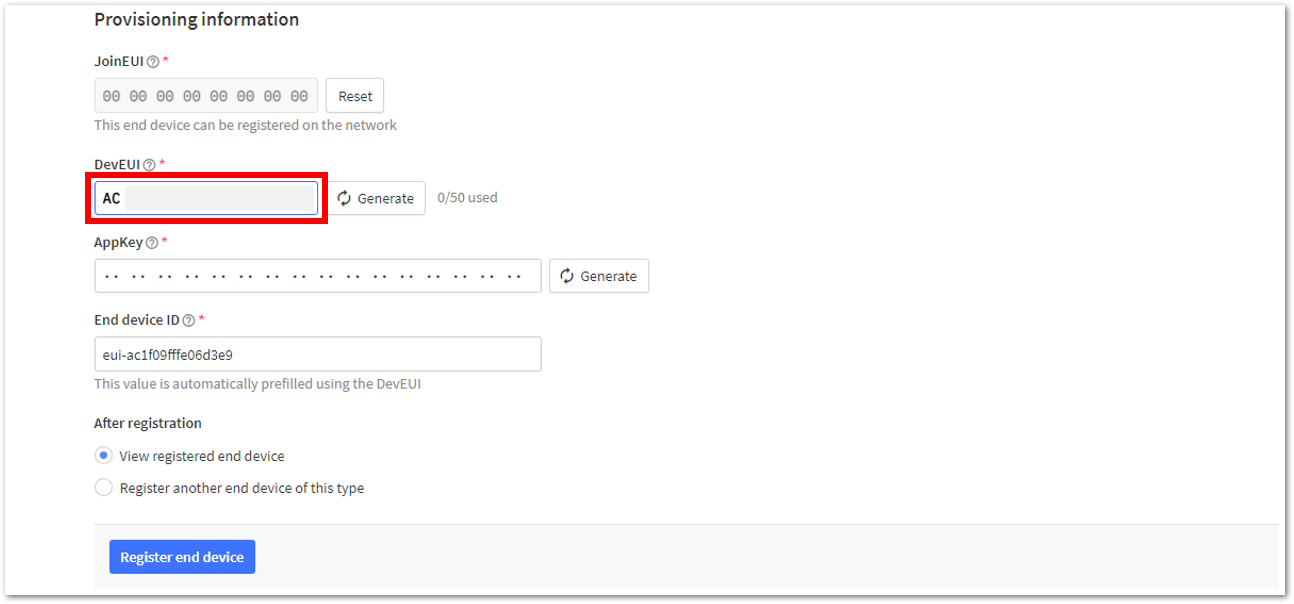 Provisioning information
JoinEUI *
00 00 00 00 00 00 00 00 Reset
This end device can be registered on the network
DevEUI *
AC Generate 0/50 used
AppKey *
•• •• •• •• •• •• •• •• •• •• •• •• •• •• •• •• Generate
End device ID *
eui-ac1f09fffe06d3e9
This value is automatically prefilled using the DevEUI
After registration
View registered end device
Register another end device of this type
Register end device